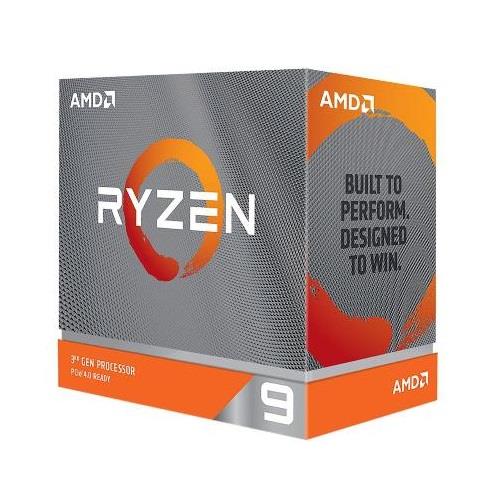 AMD
RYZEN
3rd GEN PROCESSOR
PCIe 4.0 READY
9
AMD
BUILT TO
PERFORM.
DESIGNED
TO WIN.
AMD